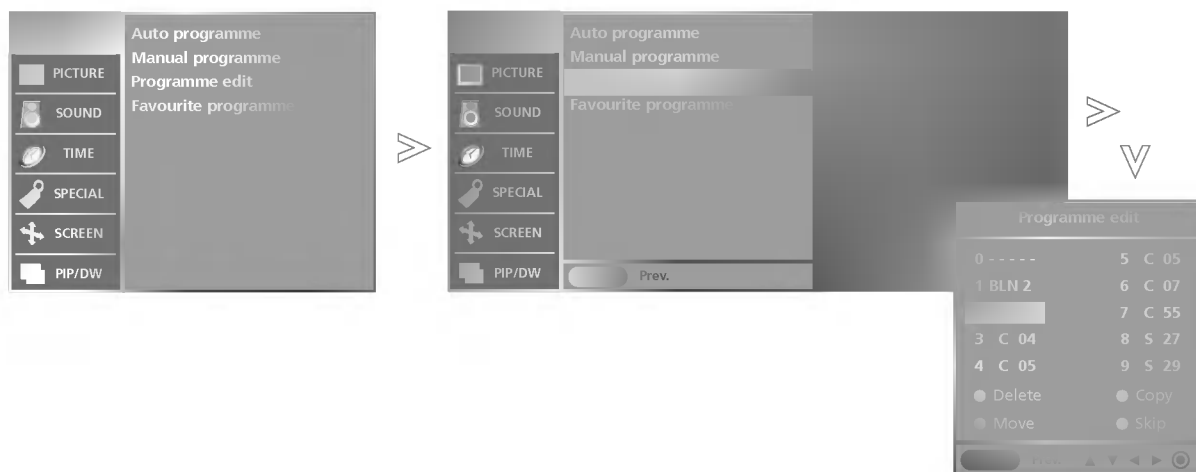 Auto programme
Manual programme
Programme edit
Favourite programme
PICTURE
SOUND
TIME
SPECIAL
SCREEN
PIP/DW
Auto programme
Manual programme
Favourite programme
PICTURE
SOUND
TIME
SPECIAL
SCREEN
PIP/DW
Prev.
Programme edit
0 - - - - -
1 BLN 2
3 C 04
4 C 05
5 C 05
6 C 07
7 C 55
8 S 27
9 S 29
Delete
Copy
Move
Skip
Prev.